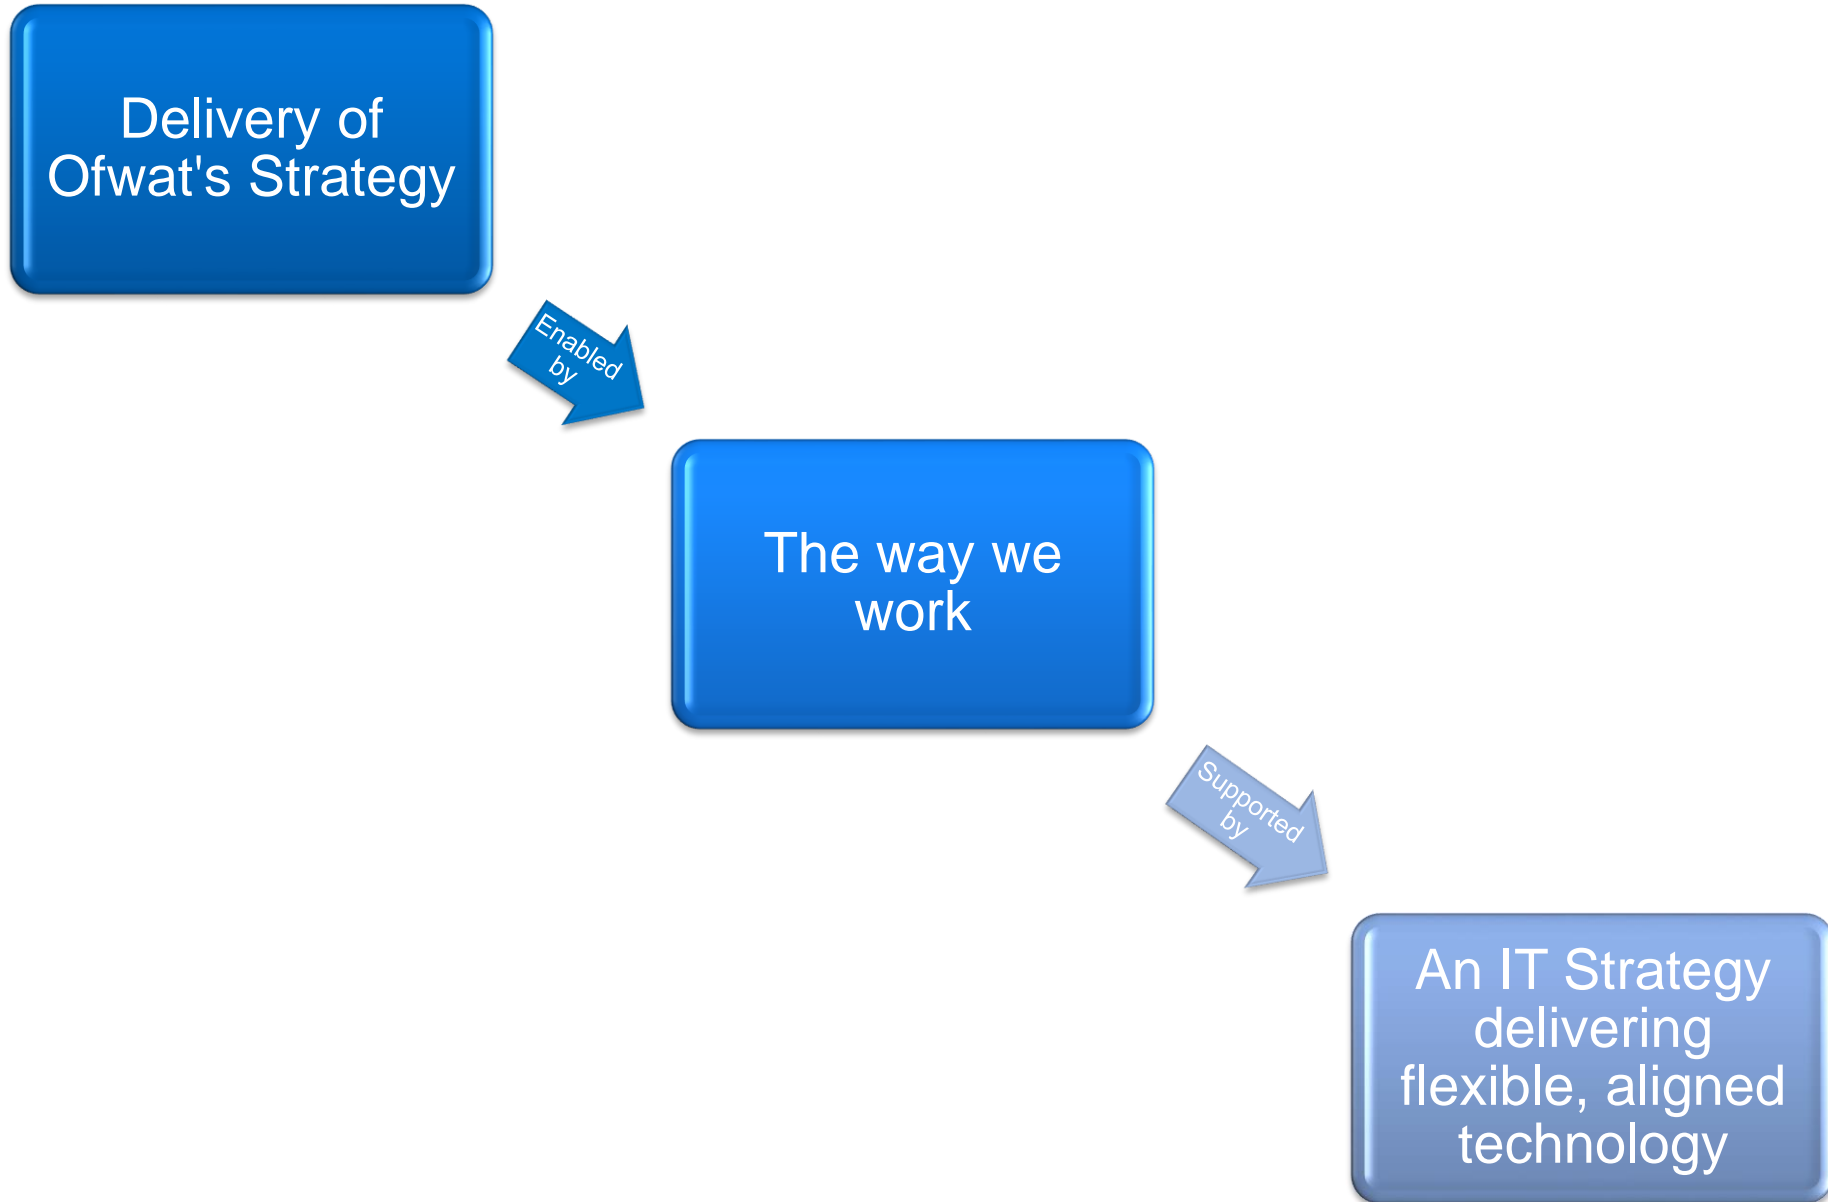 Delivery of
Ofwat's Strategy
Enabled
by
The way we
work
Supported
by
An IT Strategy
delivering
flexible, aligned
technology